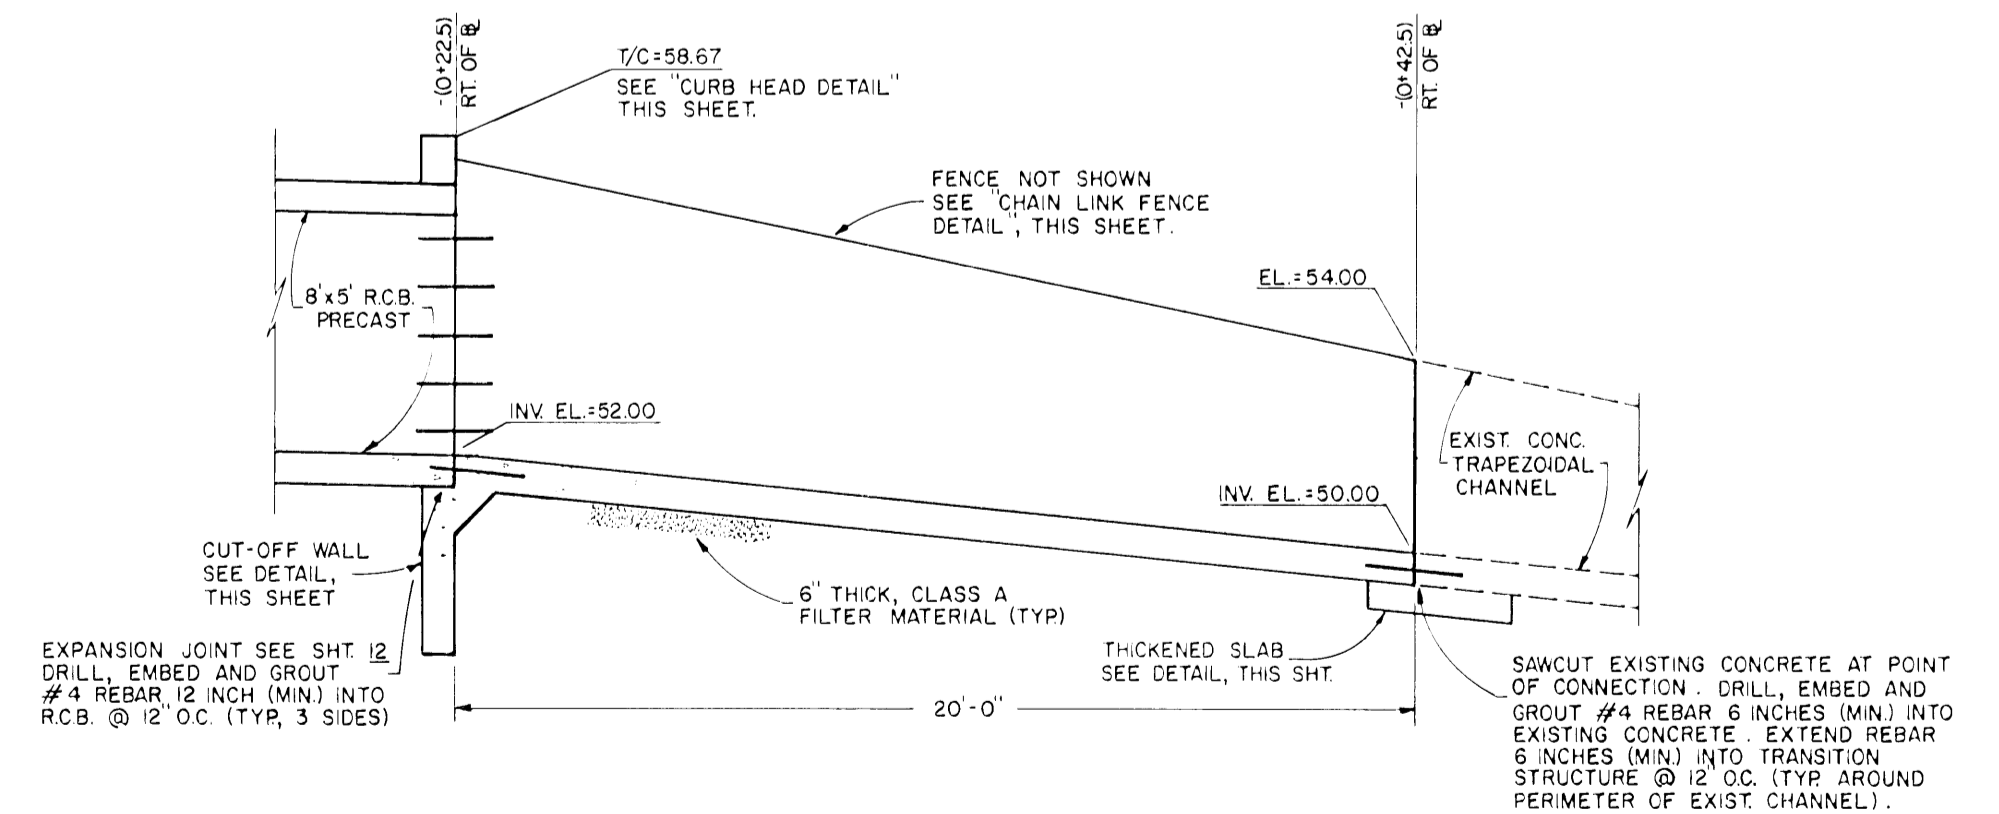 -(0+22.5)
RT. OF BL
-(0+42.5)
RT. OF BL
T/C=58.67
SEE "CURB HEAD DETAIL"
THIS SHEET.
FENCE NOT SHOWN
SEE "CHAIN LINK FENCE
DETAIL", THIS SHEET.
EL.=54.00
8'x5' R.C.B.
PRECAST
INV. EL.=52.00
EXIST. CONC.
TRAPEZOIDAL
CHANNEL
INV. EL.=50.00
CUT-OFF WALL
SEE DETAIL,
THIS SHEET
6" THICK, CLASS A
FILTER MATERIAL (TYP.)
EXPANSION JOINT SEE SHT. 12
DRILL, EMBED AND GROUT
#4 REBAR, 12 INCH (MIN.) INTO
R.C.B. @ 12" O.C. (TYP., 3 SIDES)
THICKENED SLAB
SEE DETAIL, THIS SHT.
20'-0"
SAWCUT EXISTING CONCRETE AT POINT
OF CONNECTION. DRILL, EMBED AND
GROUT #4 REBAR 6 INCHES (MIN.) INTO
EXISTING CONCRETE. EXTEND REBAR
6 INCHES (MIN.) INTO TRANSITION
STRUCTURE @ 12" O.C. (TYP. AROUND
PERIMETER OF EXIST. CHANNEL).